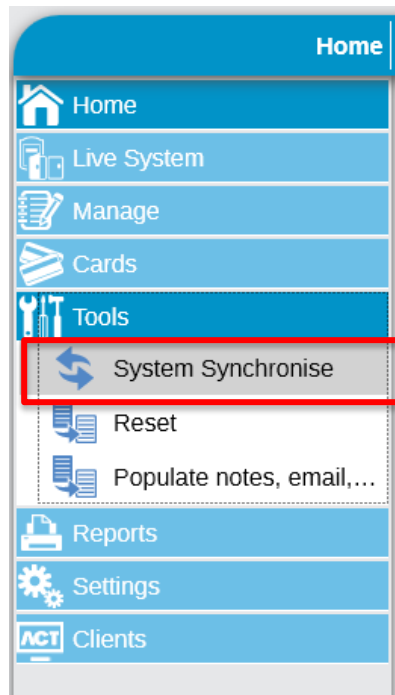 Home
Home
Live System
Manage
Cards
Tools
System Synchronise
Reset
Populate notes, email,...
Reports
Settings
ACT Clients